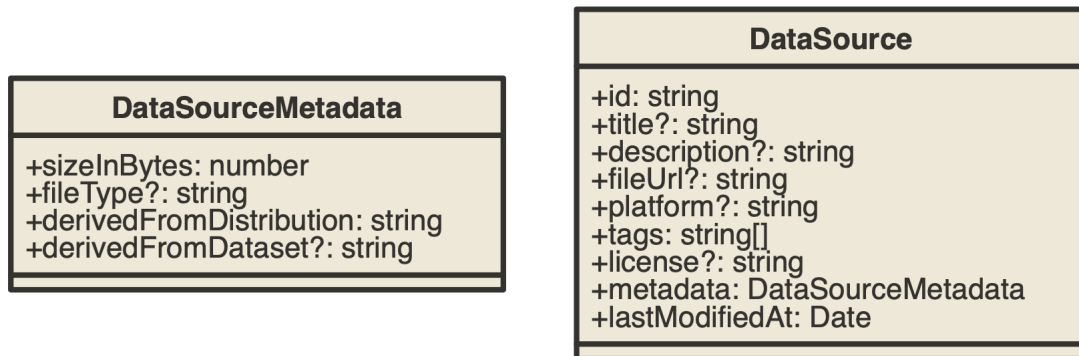 DataSourceMetadata
+sizeInBytes: number
+fileType?: string
+derivedFromDistribution: string
+derivedFromDataset?: string
DataSource
+id: string
+title?: string
+description?: string
+fileUrl?: string
+platform?: string
+tags: string[]
+license?: string
+metadata: DataSourceMetadata
+lastModifiedAt: Date